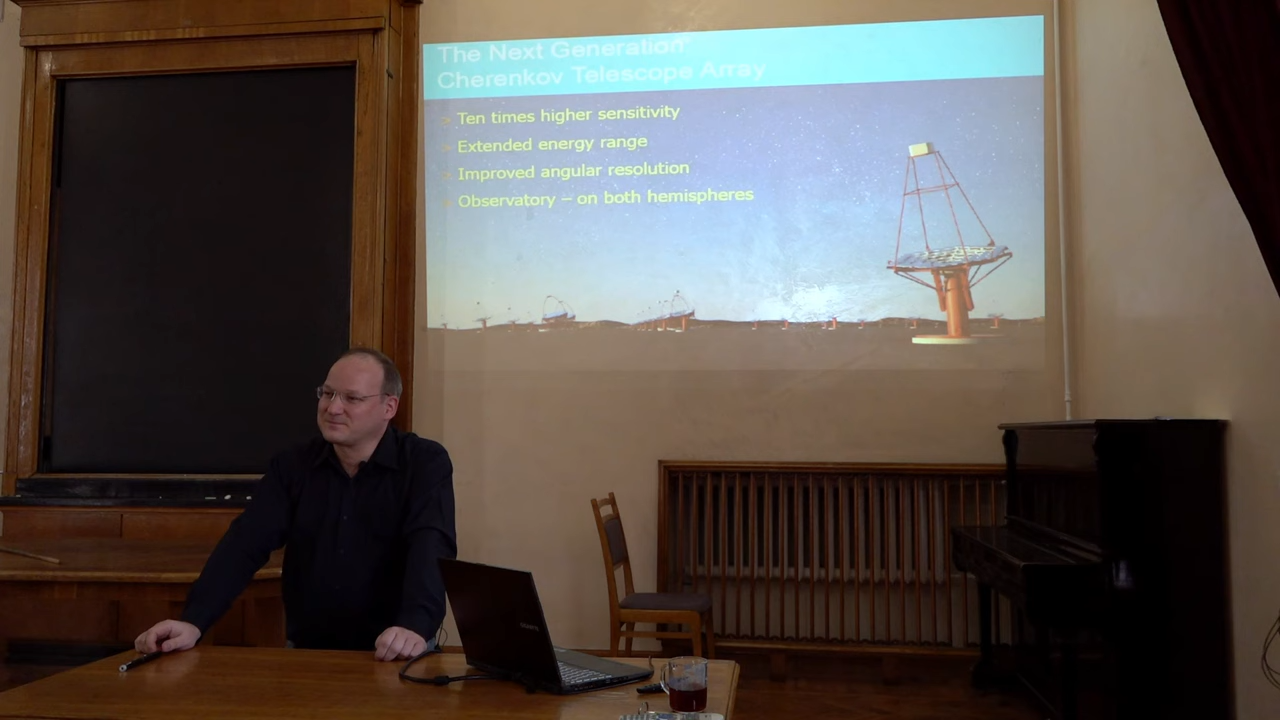 The Next Generation
Cherenkov Telescope Array
> Ten times higher sensitivity
> Extended energy range
> Improved angular resolution
> Observatory – on both hemispheres